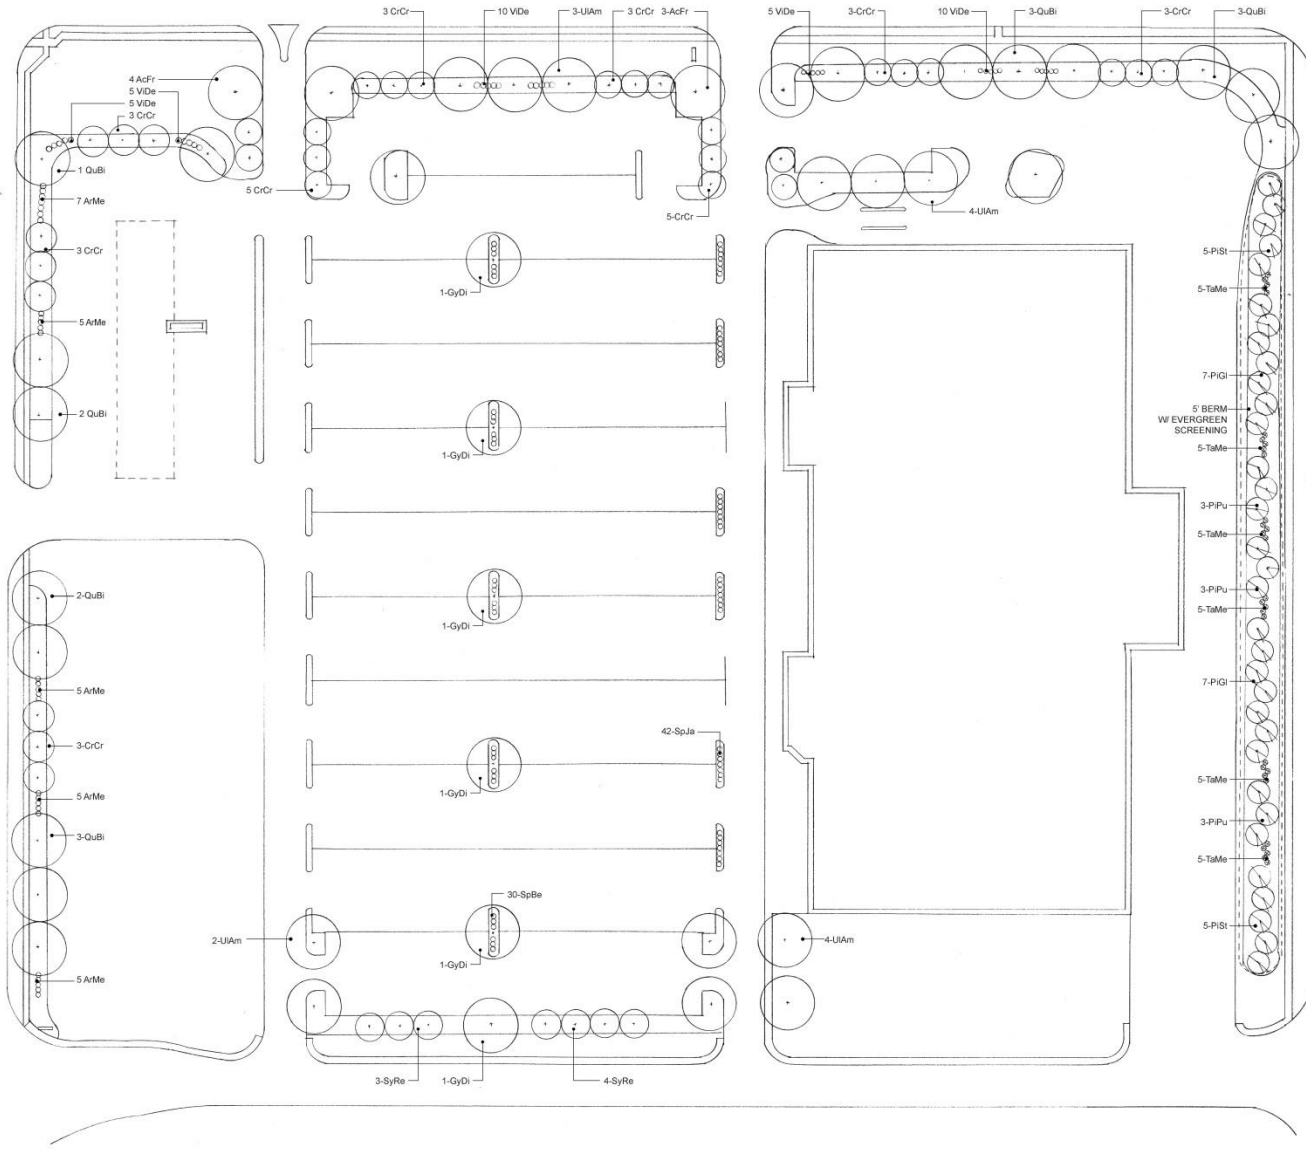 3 CrCr
10 ViDe
3-UlAm
3 CrCr
3-AcFr
5 ViDe
3-CrCr
10 ViDe
3-QuBi
3-CrCr
3-QuBi
4 AcFr
5 ViDe
5 ViDe
3 CrCr
1 QuBi
7 ArMe
3 CrCr
5 ArMe
2 QuBi
5 CrCr
5-CrCr
4-UlAm
1-GyDi
1-GyDi
1-GyDi
42-SpJa
1-GyDi
30-SpBe
2-UlAm
1-GyDi
4-UlAm
3-SyRe
1-GyDi
4-SyRe
2-QuBi
5 ArMe
3-CrCr
5 ArMe
3-QuBi
5 ArMe
5-PiSt
5-TaMe
7-PiGl
5' BERM
W/ EVERGREEN
SCREENING
5-TaMe
3-PiPu
5-TaMe
3-PiPu
5-TaMe
7-PiGl
5-TaMe
3-PiPu
5-TaMe
5-PiSt